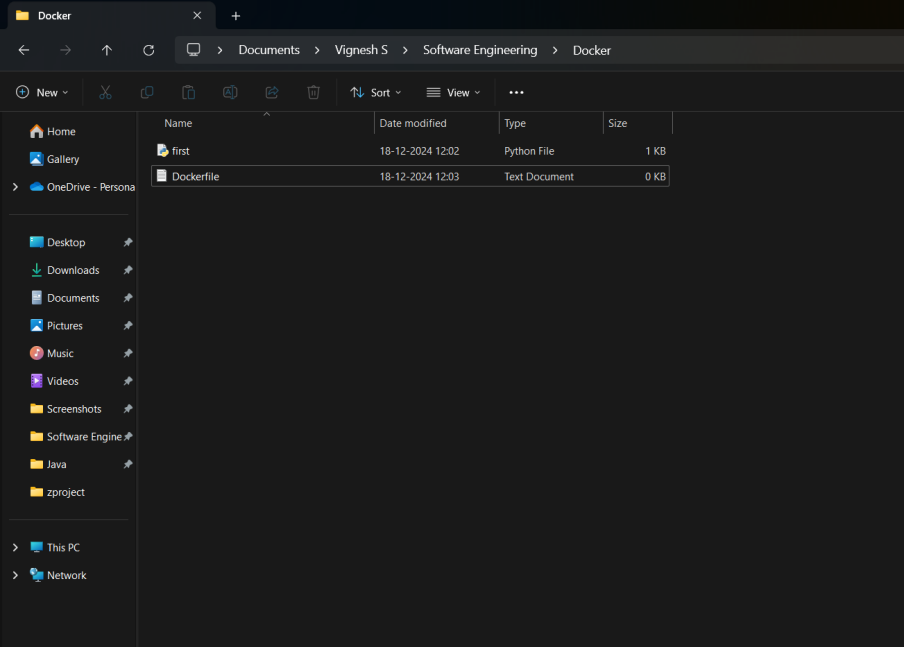 Docker
Documents Vignesh S Software Engineering Docker
New Sort View
Name Date modified Type Size
first 18-12-2024 12:02 Python File 1 KB
Dockerfile 18-12-2024 12:03 Text Document 0 KB
Home
Gallery
OneDrive - Persona
Desktop
Downloads
Documents
Pictures
Music
Videos
Screenshots
Software Engine
Java
zproject
This PC
Network